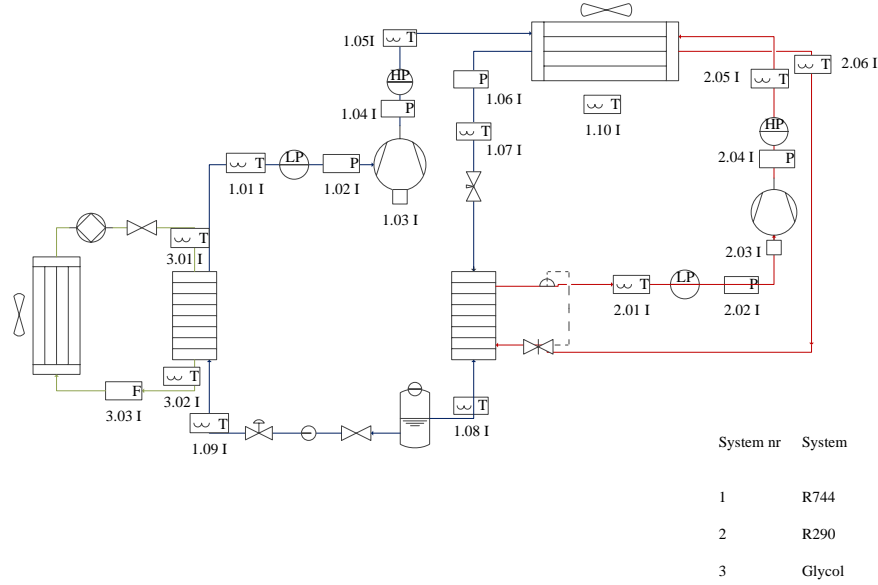 T
1.05 I
T
2.06 I
HP
P
1.06 I
T
2.05 I
P
1.04 I
T
1.10 I
HP
T
1.07 I
T
1.01 I
LP
P
1.02 I
P
2.04 I
1.03 I
T
3.01 I
2.03 I
T
2.01 I
LP
P
2.02 I
T
3.02 I
F
3.03 I
T
1.09 I
T
1.08 I
System nr System
1 R744
2 R290
3 Glycol